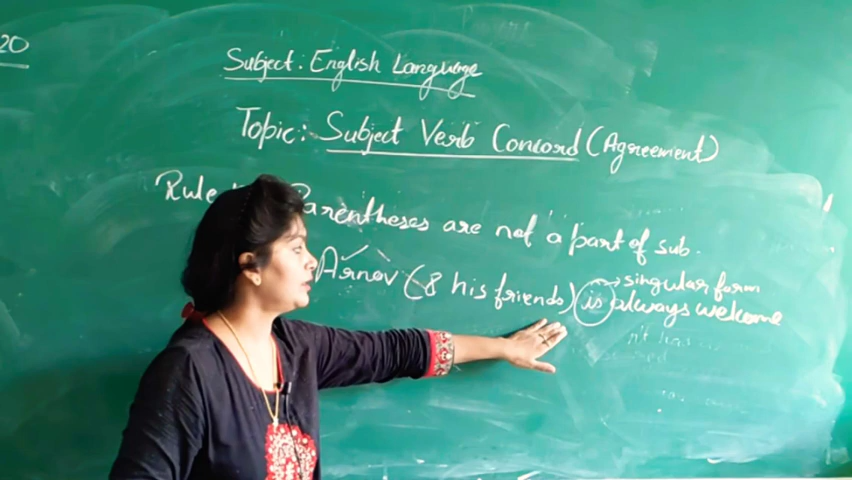 20
Subject: English Language
Topic: Subject Verb Concord (Agreement)
Rule Parentheses are not a part of sub.
singular form
Arnav (& his friends) is always welcome